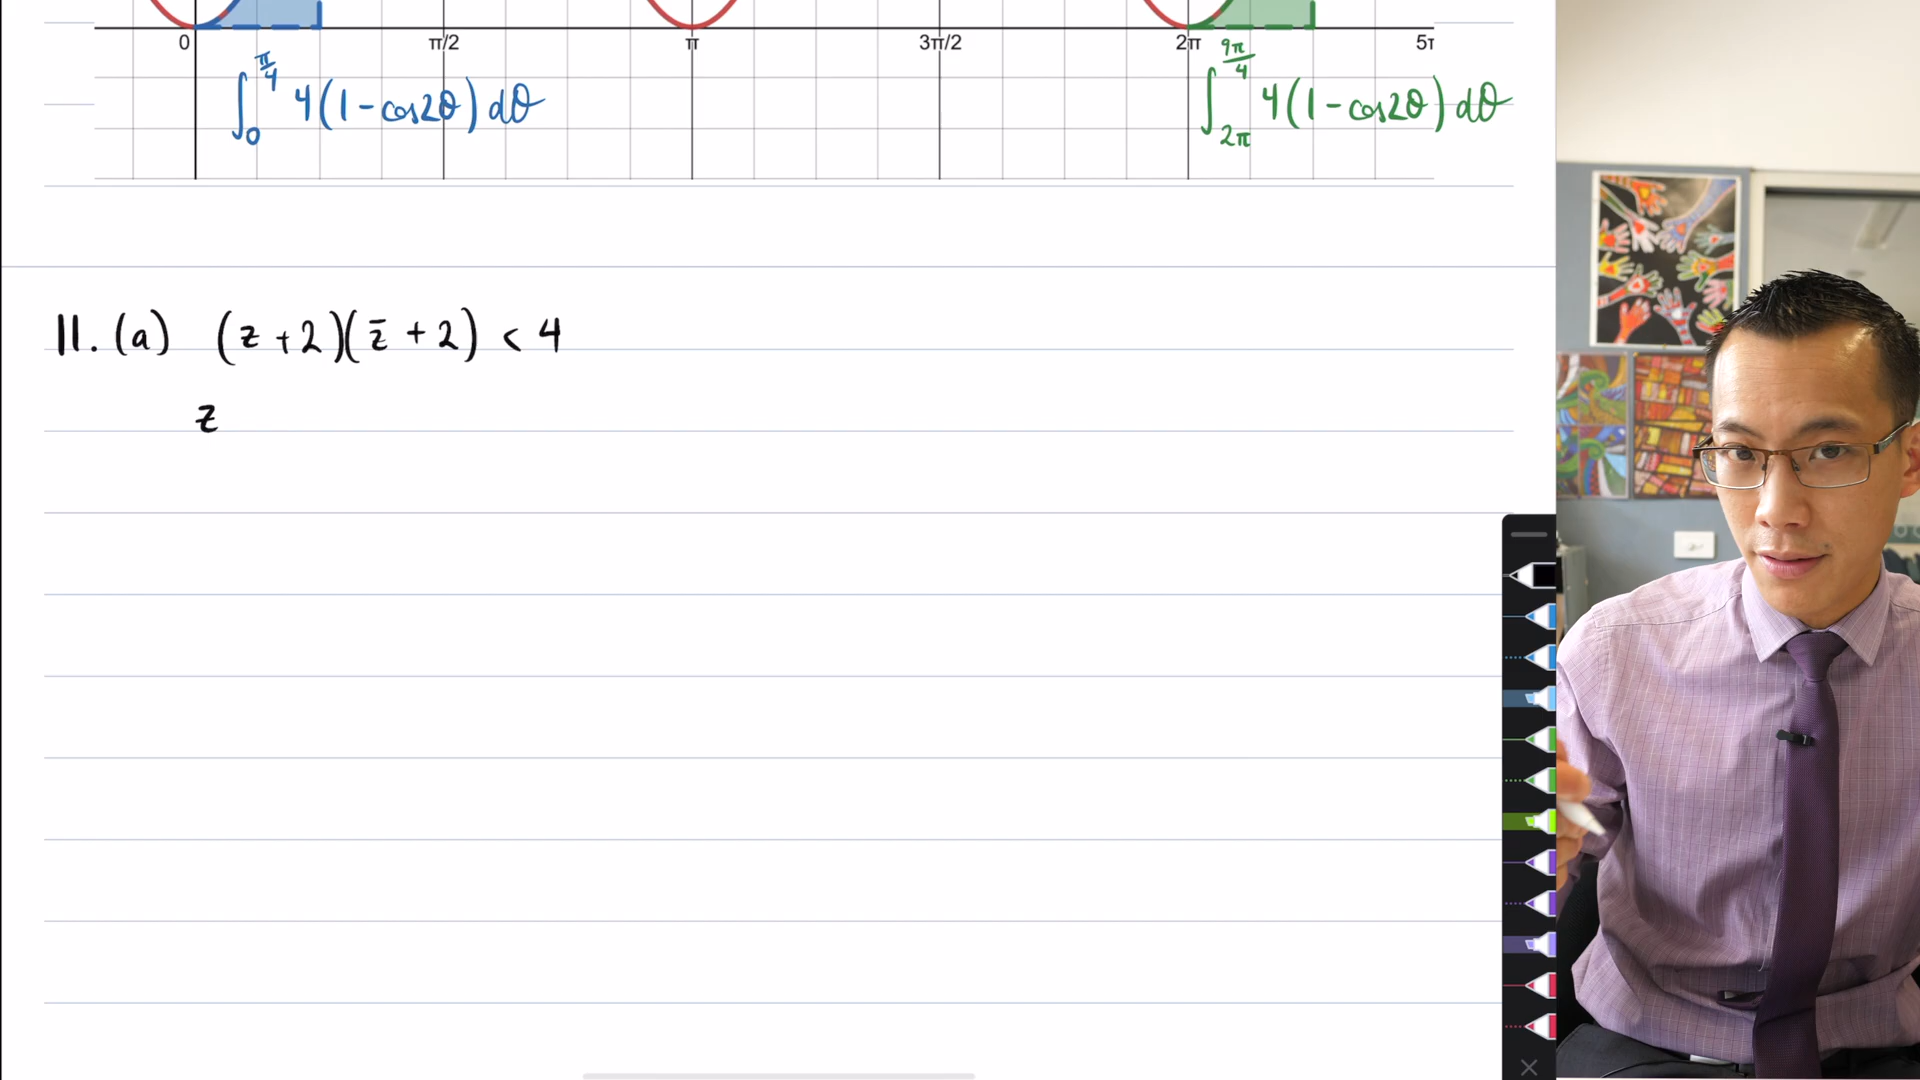 0 π/2 π 3π/2 2π 5π
∫₀^(π/4) 4(1-cos2θ)dθ
∫_(2π)^(9π/4) 4(1-cos2θ)dθ
11. (a) (z+2)(z̄+2) < 4
z